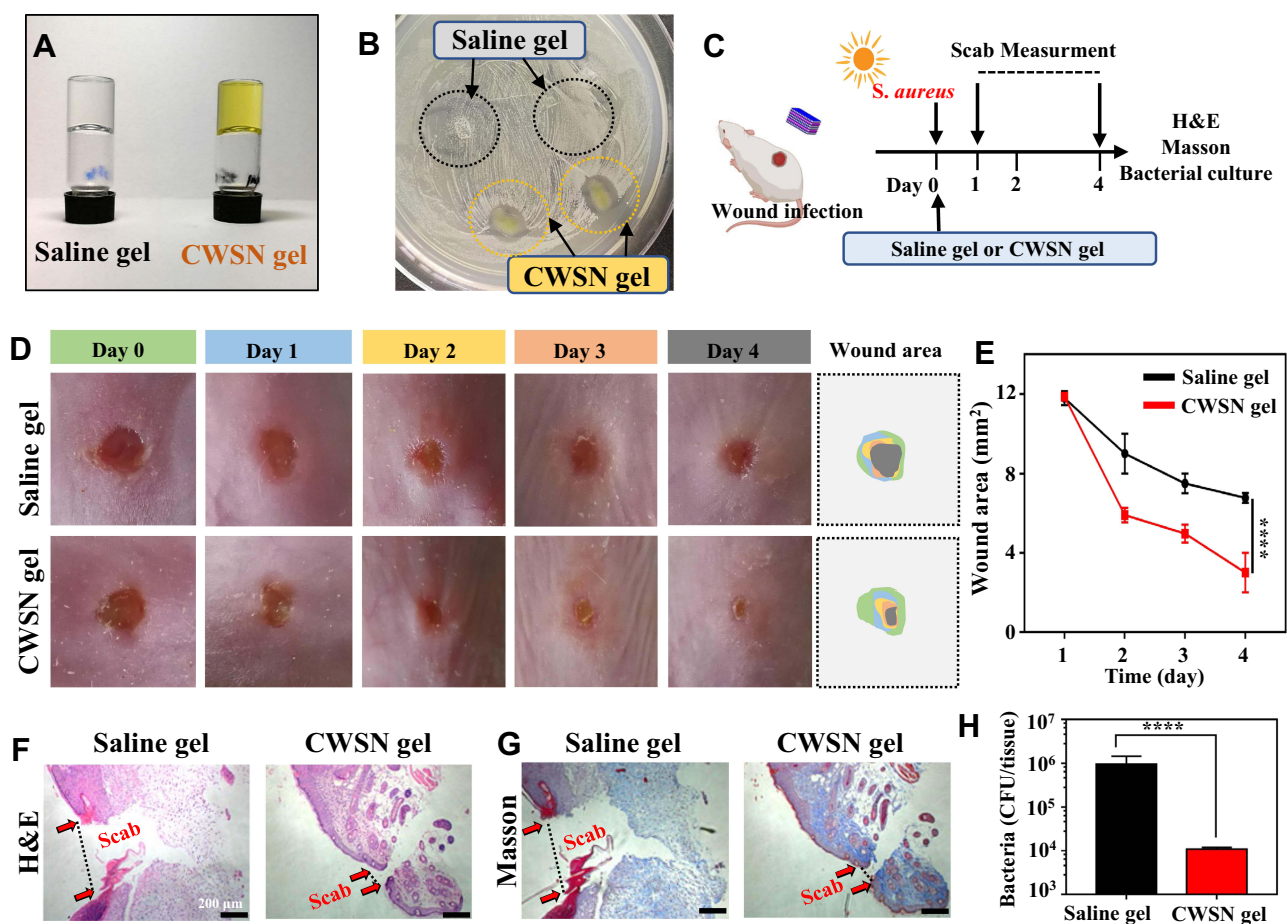 A
Saline gel
CWSN gel
B
Saline gel
CWSN gel
C
Scab Measurment
S. aureus
H&E
Masson
Bacterial culture
Day 0
1
2
4
Wound infection
Saline gel or CWSN gel
D
Day 0
Day 1
Day 2
Day 3
Day 4
Wound area
Saline gel
CWSN gel
E
Saline gel
CWSN gel
Wound area (mm²)
12
8
4
0
****
1
2
3
4
Time (day)
F
Saline gel
CWSN gel
H&E
Scab
200 μm
Scab
G
Saline gel
CWSN gel
Masson
Scab
Scab
H
Bacteria (CFU/tissue)
10⁷
10⁶
10⁵
10⁴
10³
****
Saline gel
CWSN gel